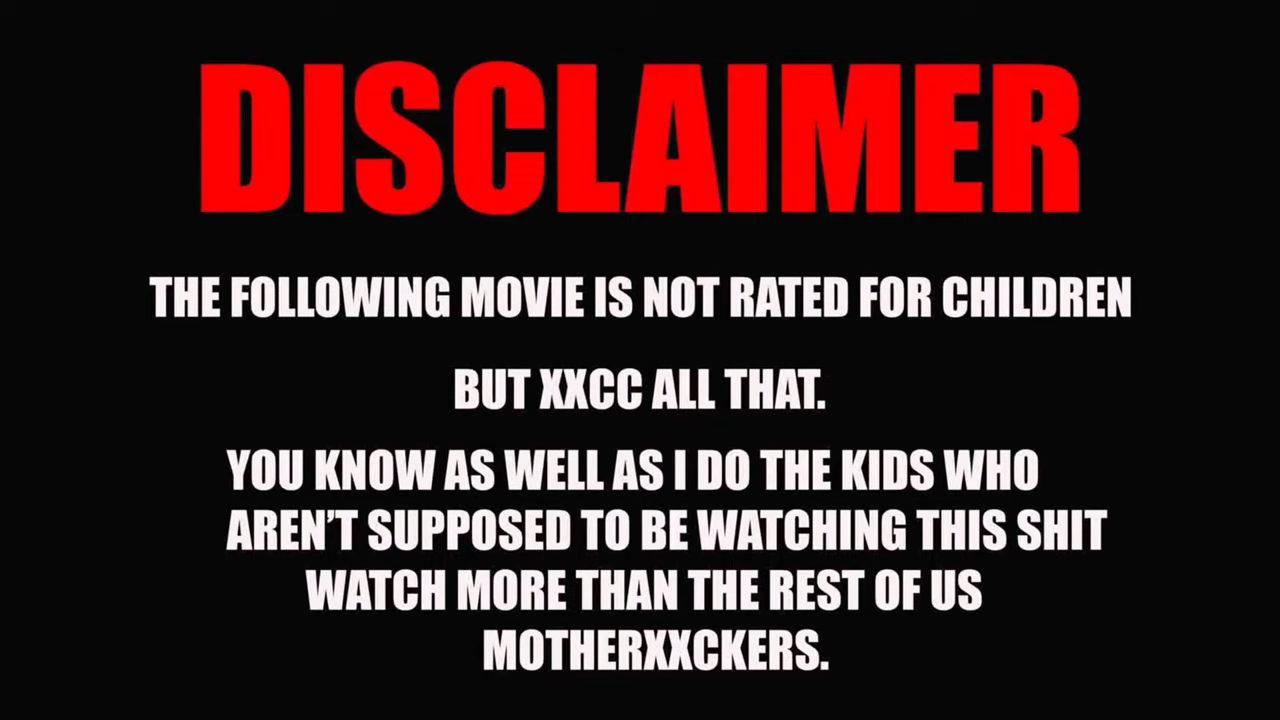 DISCLAIMER
THE FOLLOWING MOVIE IS NOT RATED FOR CHILDREN
BUT XXCC ALL THAT.
YOU KNOW AS WELL AS I DO THE KIDS WHO
AREN’T SUPPOSED TO BE WATCHING THIS SHIT
WATCH MORE THAN THE REST OF US
MOTHERXXCKERS.